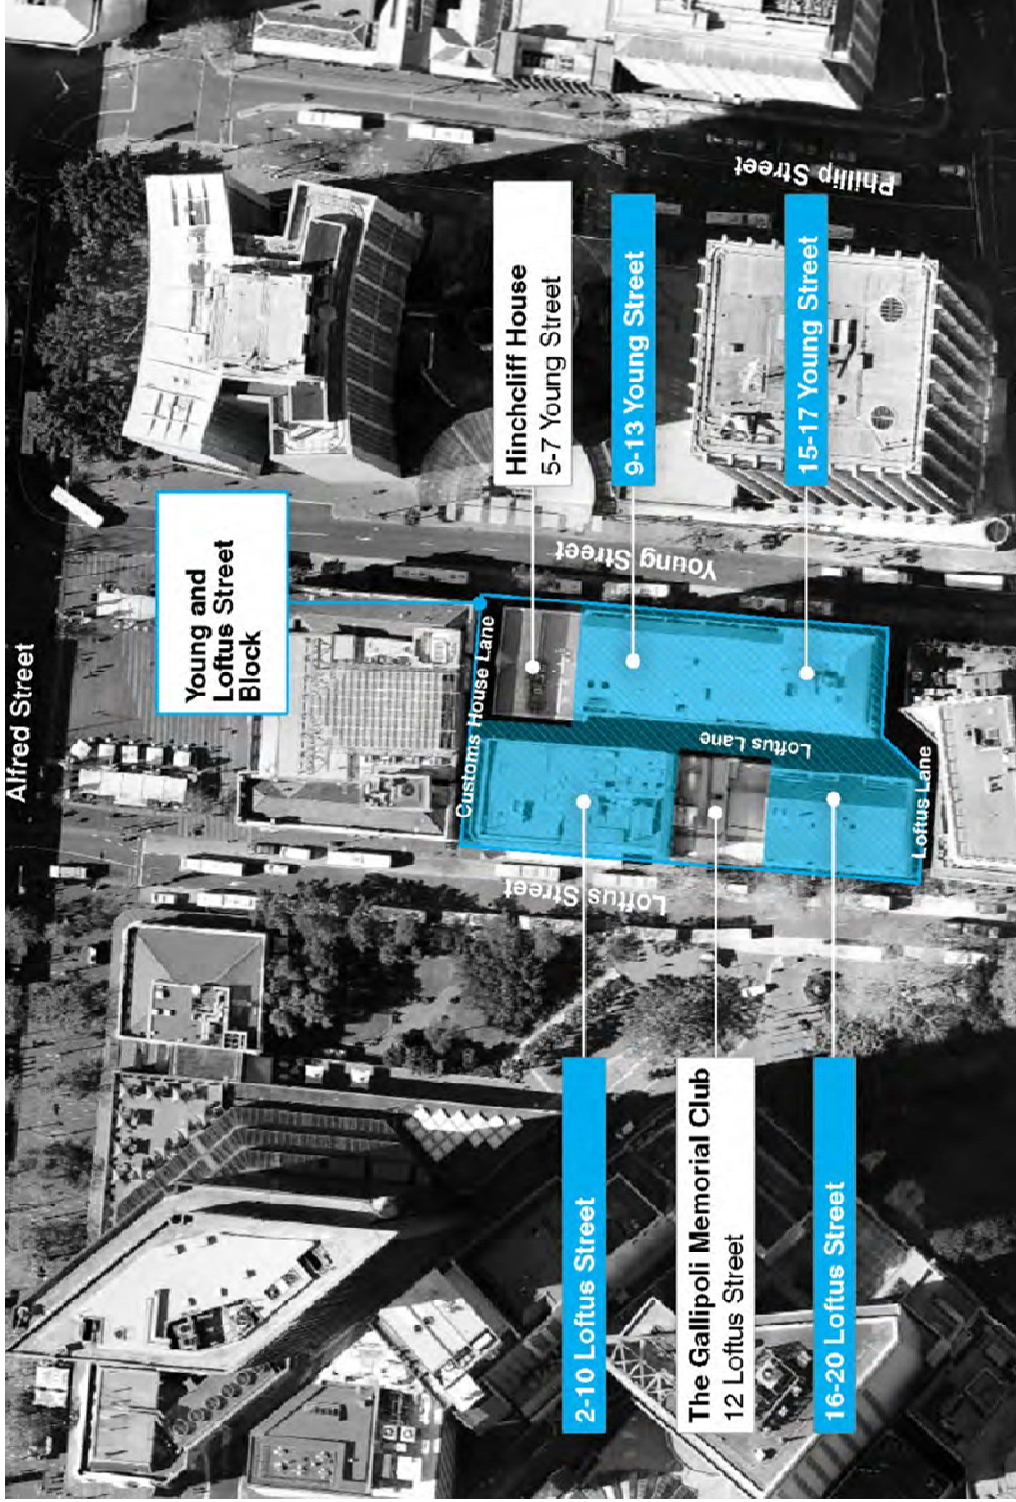 Alfred Street
Young and
Loftus Street
Block
Customs House Lane
Hinchcliff House
5-7 Young Street
9-13 Young Street
15-17 Young Street
Phillip Street
Young Street
Loftus Lane
Loftus Lane
Loftus Street
2-10 Loftus Street
The Gallipoli Memorial Club
12 Loftus Street
16-20 Loftus Street